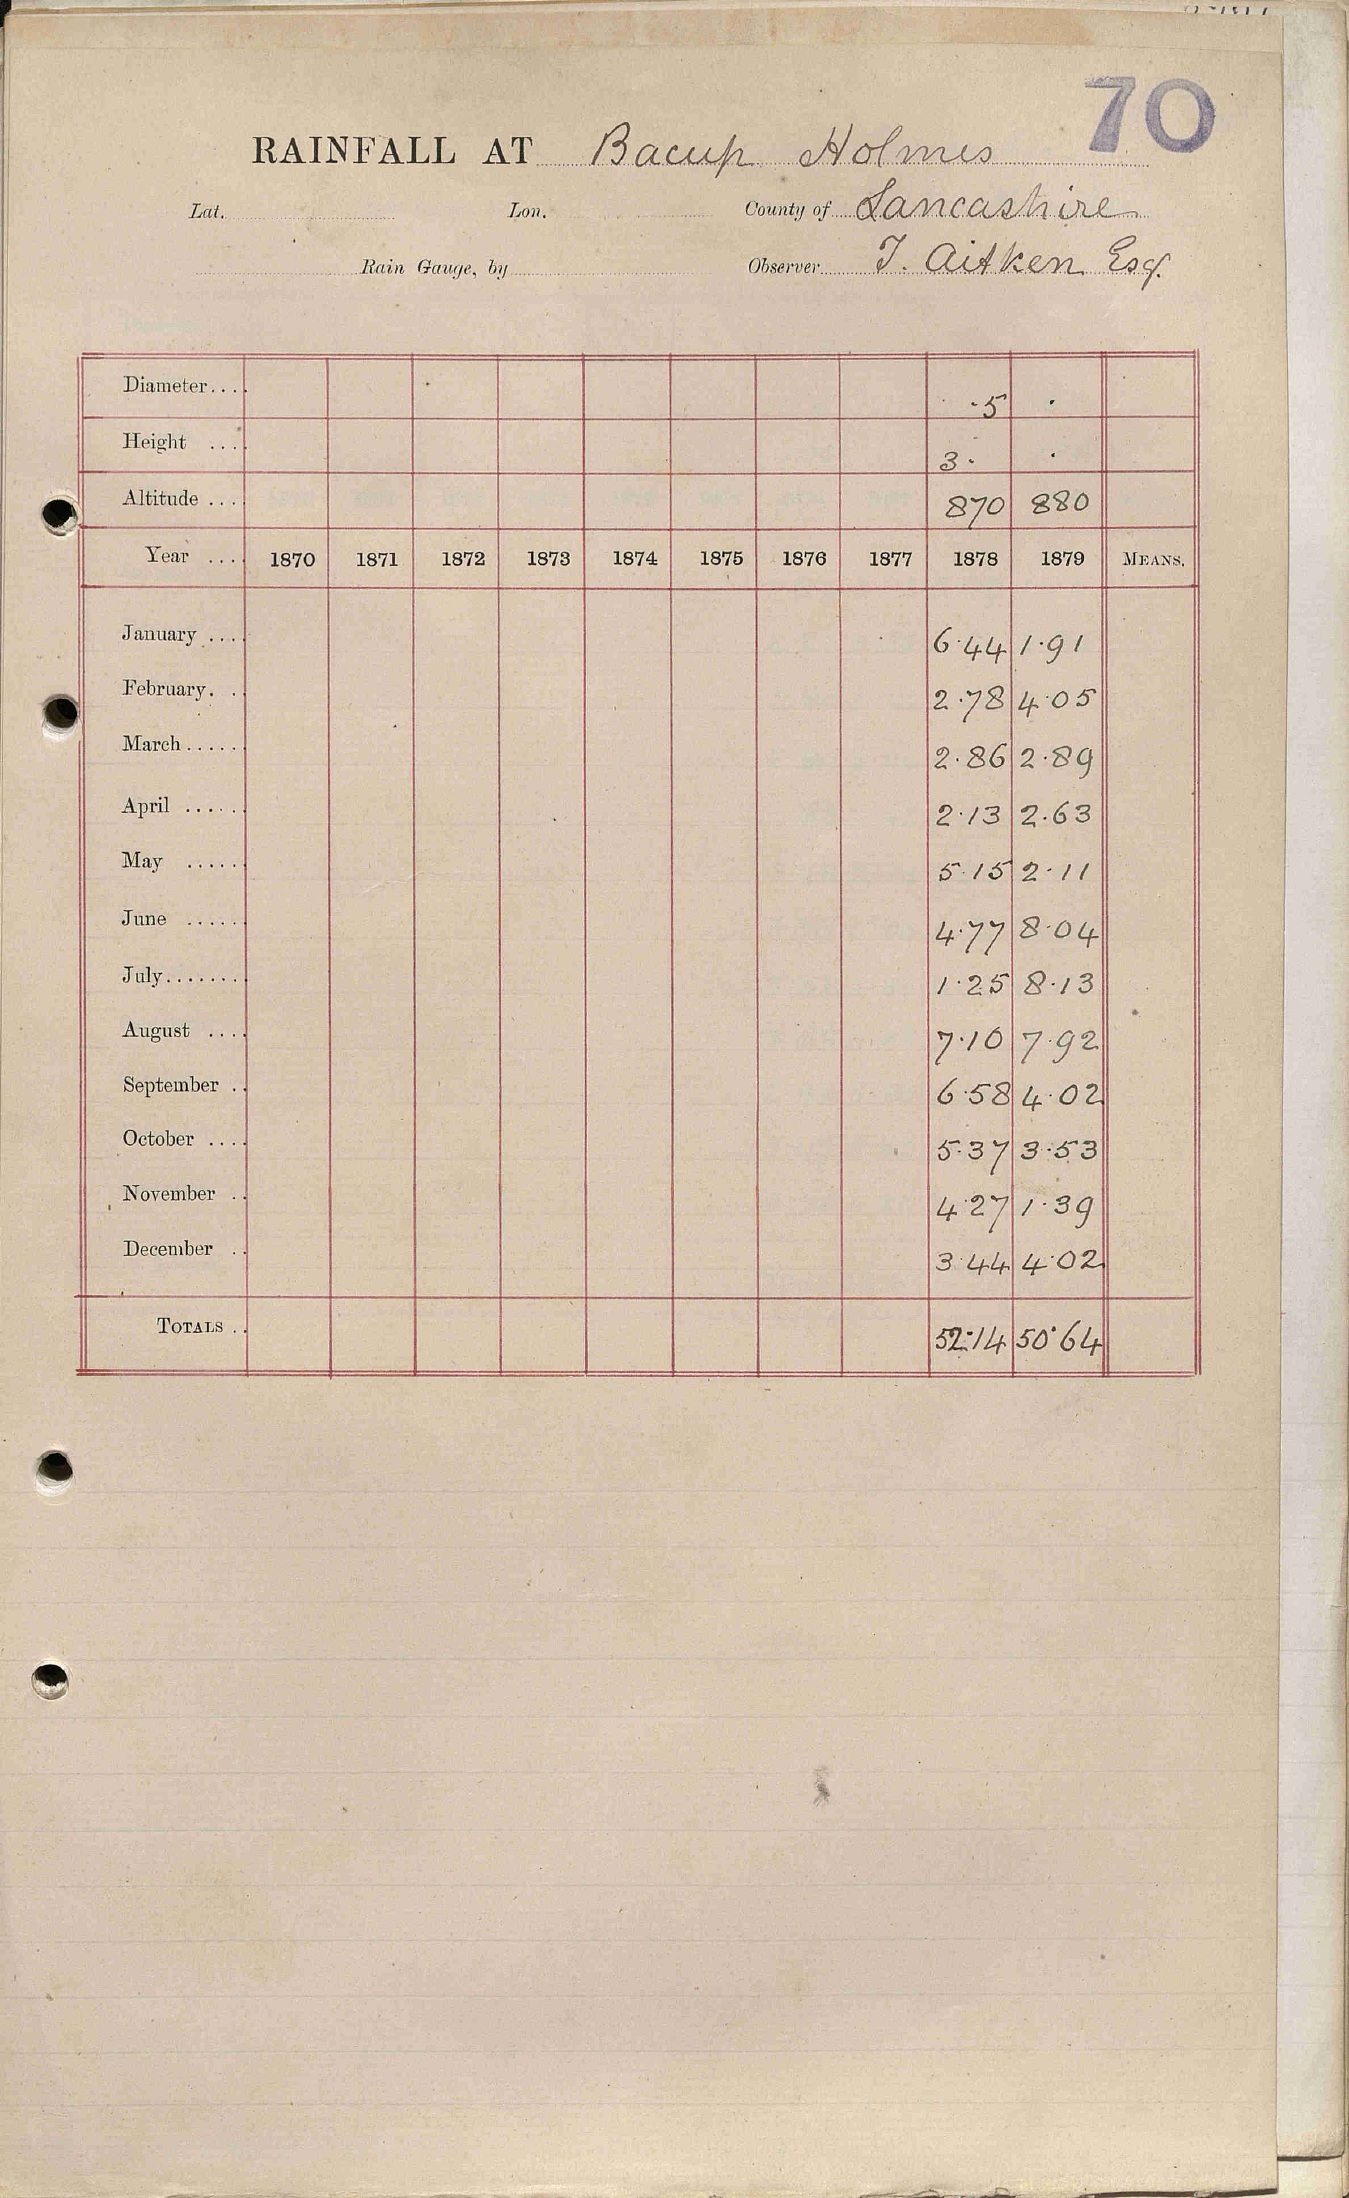 70
RAINFALL AT Bacup Holmes
Lat. Lon. County of Lancashire
Rain Gauge, by Observer T. Aitken Esq.
Diameter.... ·5 ·
Height .... 3· ·
Altitude .... 870 880
Year .... 1870 1871 1872 1873 1874 1875 1876 1877 1878 1879 MEANS.
January .... 6·44 1·91
February. . 2·78 4·05
March...... 2·86 2·89
April ...... 2·13 2·63
May ...... 5·15 2·11
June ...... 4·77 8·04
July........ 1·25 8·13
August .... 7·10 7·92
September .. 6·58 4·02
October .... 5·37 3·53
November .. 4·27 1·39
December .. 3·44 4·02
TOTALS .. 52·14 50·64